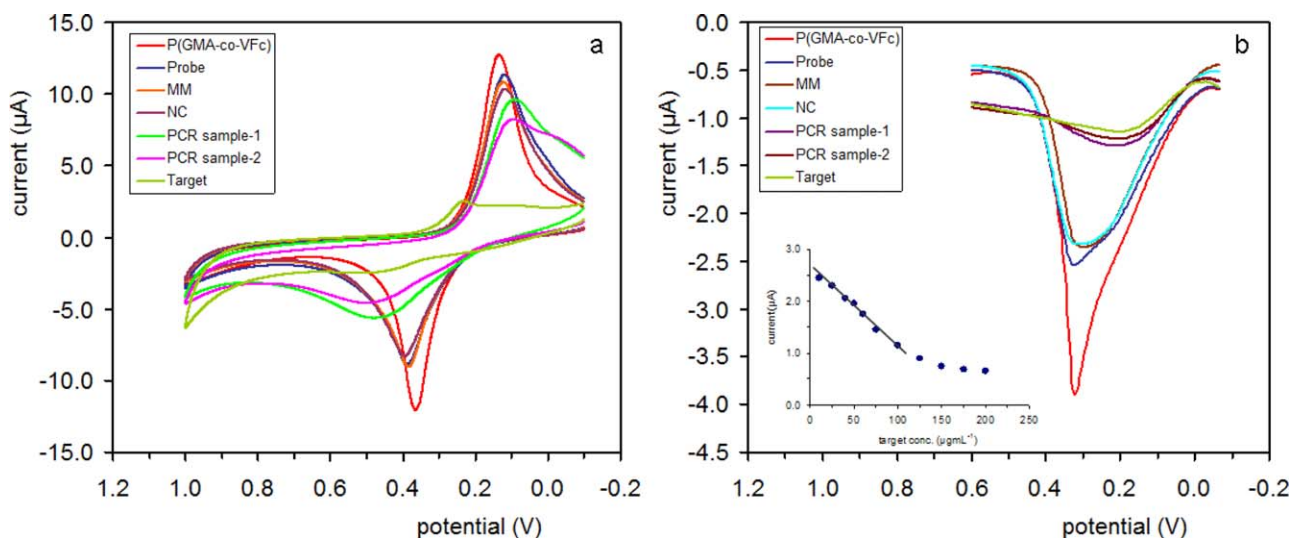 a
15.0
10.0
5.0
0.0
-5.0
-10.0
-15.0
current (µA)
P(GMA-co-VFc)
Probe
MM
NC
PCR sample-1
PCR sample-2
Target
1.2 1.0 0.8 0.6 0.4 0.2 0.0 -0.2
potential (V)
b
0.0
-0.5
-1.0
-1.5
-2.0
-2.5
-3.0
-3.5
-4.0
-4.5
current (µA)
P(GMA-co-VFc)
Probe
MM
NC
PCR sample-1
PCR sample-2
Target
3.0
2.0
1.0
0.0
current(µA)
0 50 100 150 200 250
target conc. (µgmL⁻¹)
1.2 1.0 0.8 0.6 0.4 0.2 0.0 -0.2
potential (V)